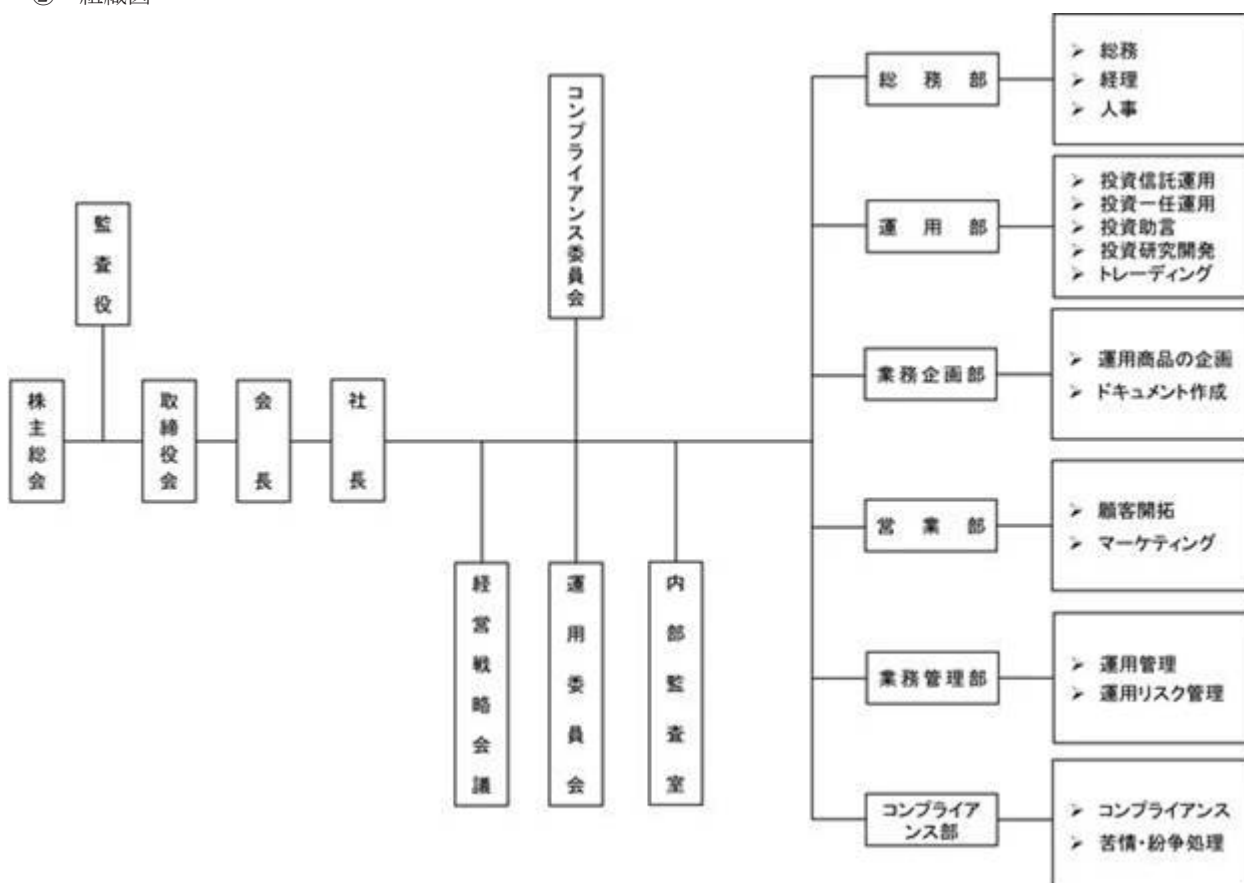 組織図
コンプライアンス委員会
監査役
株主総会
取締役会
会長
社長
経営戦略会議
運用委員会
内部監査室
総務部
➢ 総務
➢ 経理
➢ 人事
運用部
➢ 投資信託運用
➢ 投資一任運用
➢ 投資助言
➢ 投資研究開発
➢ トレーディング
業務企画部
➢ 運用商品の企画
➢ ドキュメント作成
営業部
➢ 顧客開拓
➢ マーケティング
業務管理部
➢ 運用管理
➢ 運用リスク管理
コンプライア
ンス部
➢ コンプライアンス
➢ 苦情・紛争処理